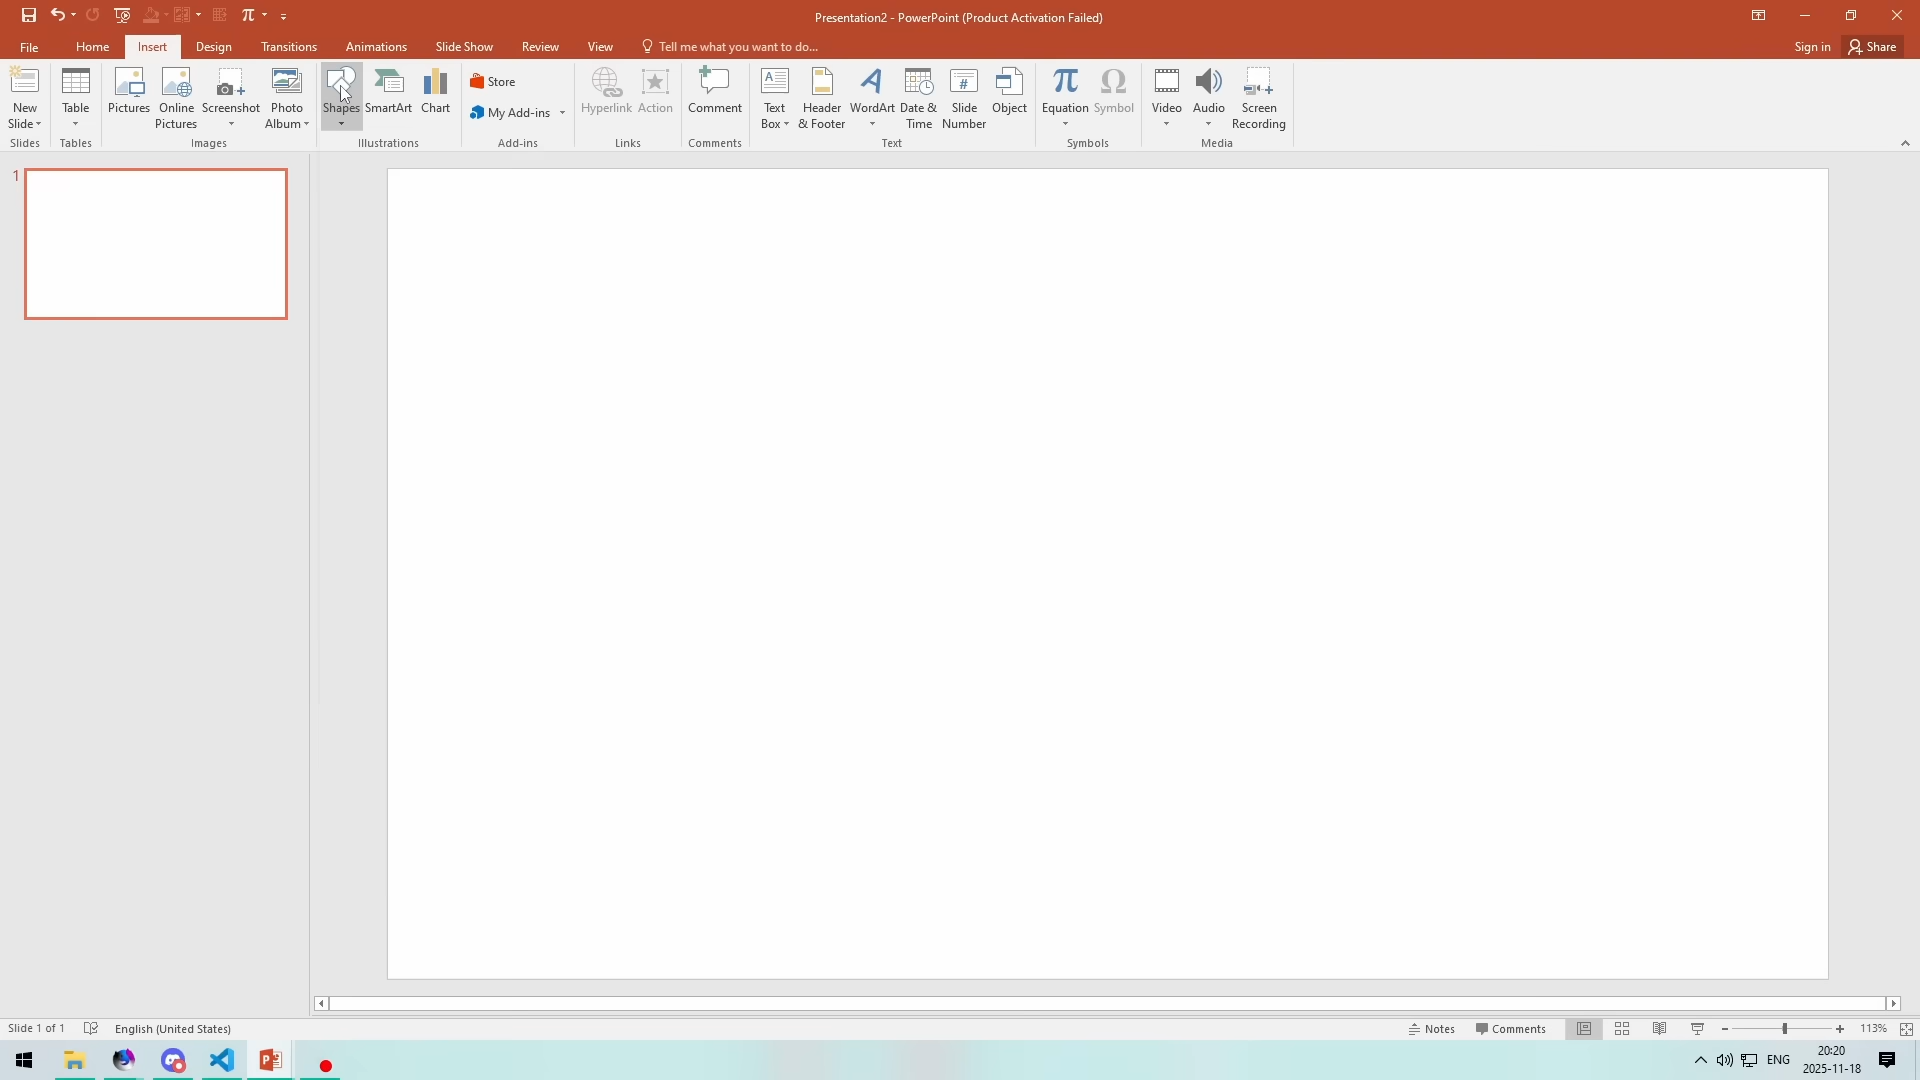 Presentation2 - PowerPoint (Product Activation Failed)
File Home Insert Design Transitions Animations Slide Show Review View Tell me what you want to do... Sign in Share
New Slide
Table
Pictures
Online Pictures
Screenshot
Photo Album
Shapes
SmartArt
Chart
Store
My Add-ins
Hyperlink
Action
Comment
Text Box
Header & Footer
WordArt
Date & Time
Slide Number
Object
Equation
Symbol
Video
Audio
Screen Recording
Slides Tables Images Illustrations Add-ins Links Comments Text Symbols Media
1
Slide 1 of 1 English (United States) Notes Comments 113%
ENG
20:20
2025-11-18